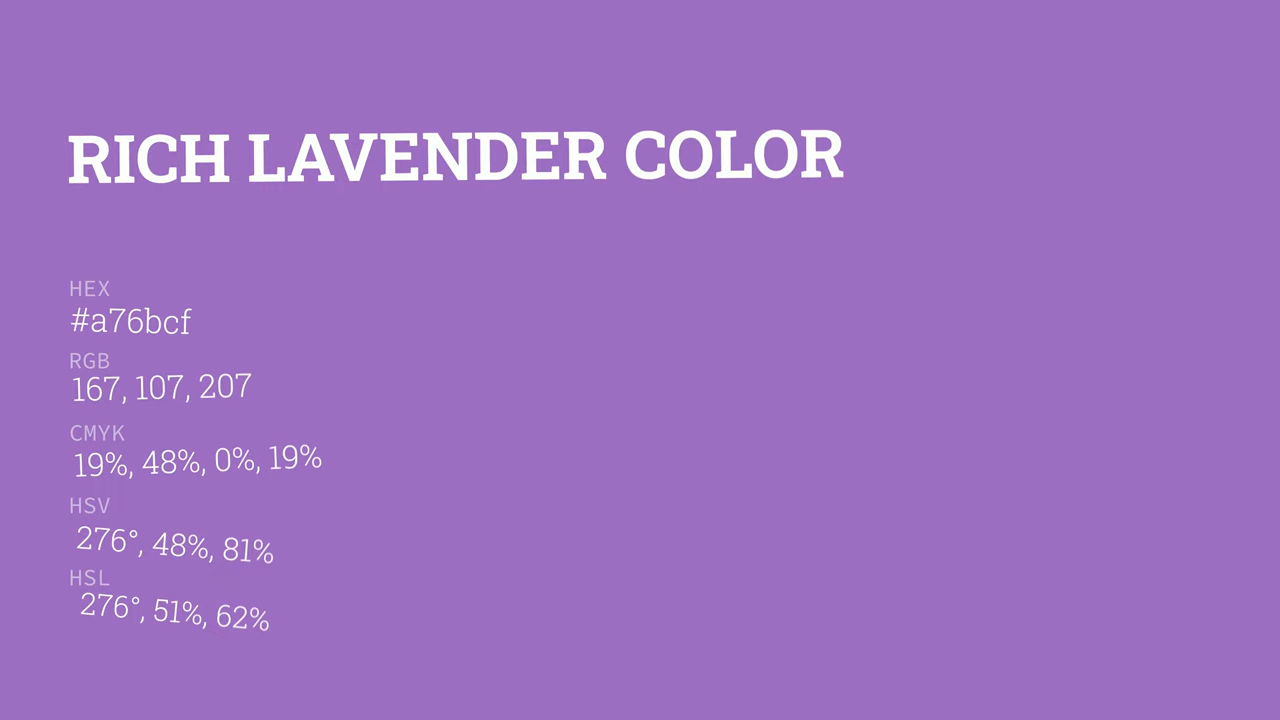 RICH LAVENDER COLOR
HEX
#a76bcf
RGB
167, 107, 207
CMYK
19%, 48%, 0%, 19%
HSV
276°, 48%, 81%
HSL
276°, 51%, 62%